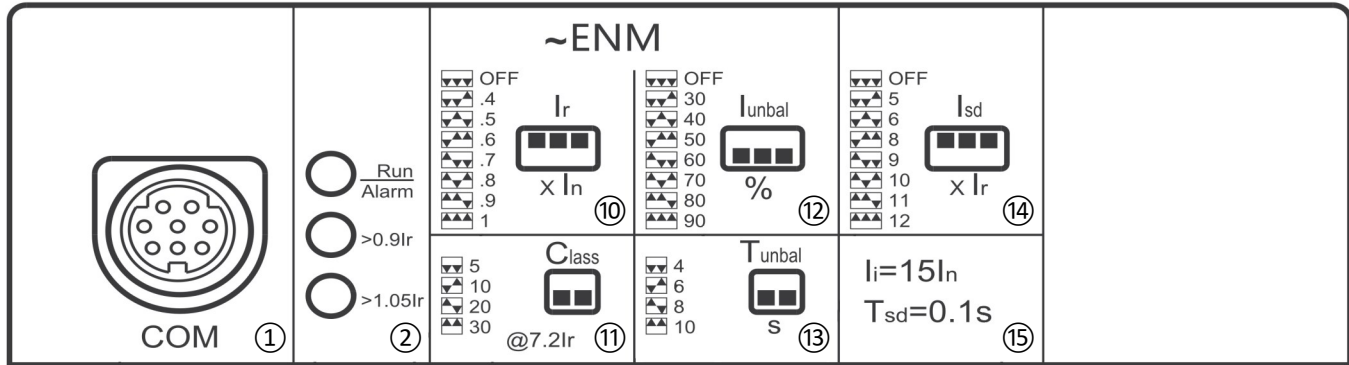 ~ENM
COM
①
Run
Alarm
>0.9Ir
>1.05Ir
②
OFF
.4
.5
.6
.7
.8
.9
1
Ir
x In
⑩
OFF
30
40
50
60
70
80
90
Iunbal
%
⑫
OFF
5
6
8
9
10
11
12
Isd
x Ir
⑭
5
10
20
30
Class
@7.2Ir
⑪
4
6
8
10
Tunbal
s
⑬
Ii=15In
Tsd=0.1s
⑮